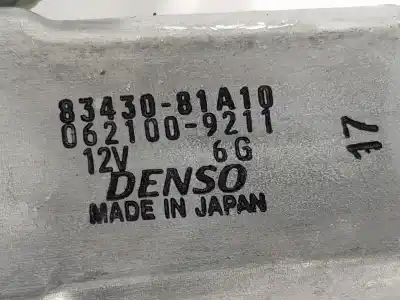 83430-81A10
062100-9211
12V 6G
DENSO
MADE IN JAPAN
17